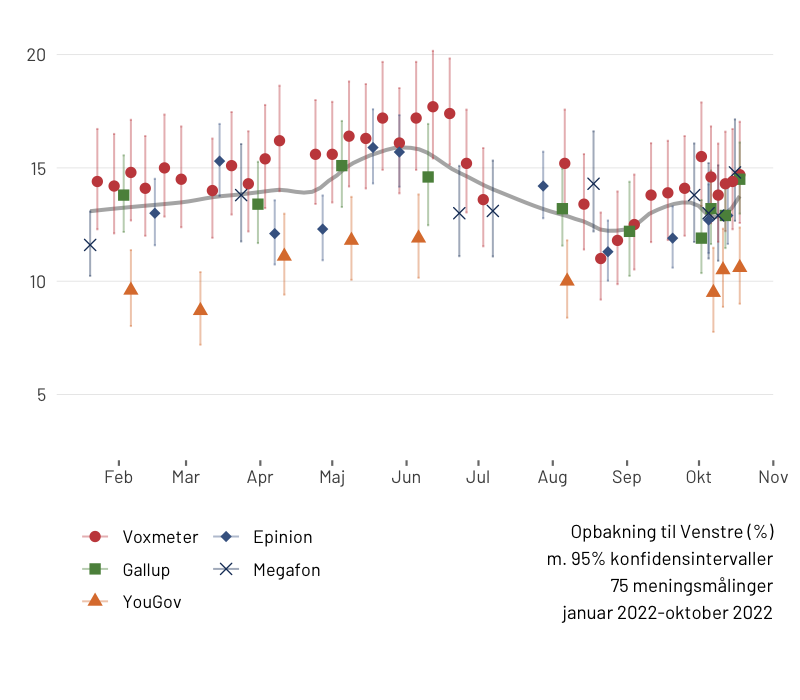 20
15
10
5
Feb Mar Apr Maj Jun Jul Aug Sep Okt Nov
Voxmeter Epinion
Gallup Megafon
YouGov
Opbakning til Venstre (%)
m. 95% konfidensintervaller
75 meningsmålinger
januar 2022-oktober 2022